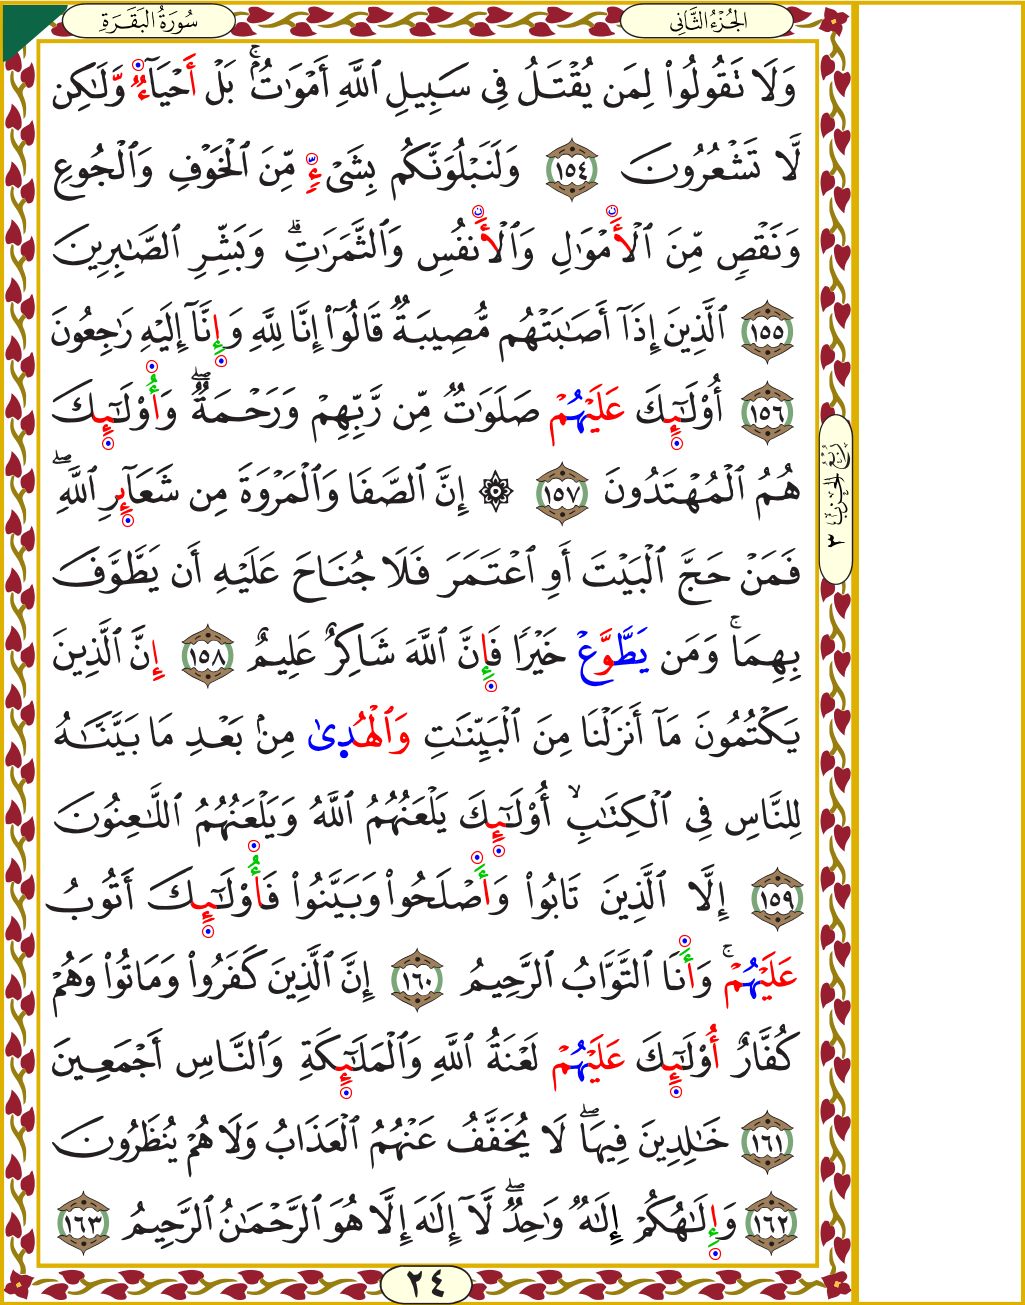 سُورَةُ البَقَرَةِ
الجُزْءُ الثَّانِي
وَلَا تَقُولُواْ لِمَن يُقْتَلُ فِى سَبِيلِ ٱللَّهِ أَمْوَٰتٌۢ ۚ بَلْ أَحْيَآءٌ وَّلَٰكِن
لَّا تَشْعُرُونَ ١٥٤ وَلَنَبْلُوَنَّكُم بِشَىْءٍ مِّنَ ٱلْخَوْفِ وَٱلْجُوعِ
وَنَقْصٍ مِّنَ ٱلْأَمْوَٰلِ وَٱلْأَنفُسِ وَٱلثَّمَرَٰتِ ۗ وَبَشِّرِ ٱلصَّٰبِرِينَ
١٥٥ ٱلَّذِينَ إِذَآ أَصَٰبَتْهُم مُّصِيبَةٌ قَالُوٓاْ إِنَّا لِلَّهِ وَإِنَّآ إِلَيْهِ رَٰجِعُونَ
١٥٦ أُوْلَٰٓئِكَ عَلَيْهُمْ صَلَوَٰتٌ مِّن رَّبِّهِمْ وَرَحْمَةٌ ۖ وَأُوْلَٰٓئِكَ
هُمُ ٱلْمُهْتَدُونَ ١٥٧ ۞ إِنَّ ٱلصَّفَا وَٱلْمَرْوَةَ مِن شَعَآئِرِ ٱللَّهِ ۖ
فَمَنْ حَجَّ ٱلْبَيْتَ أَوِ ٱعْتَمَرَ فَلَا جُنَاحَ عَلَيْهِ أَن يَطَّوَّفَ
بِهِمَا ۚ وَمَن يَطَّوَّعْ خَيْرًا فَإِنَّ ٱللَّهَ شَاكِرٌ عَلِيمٌ ١٥٨ إِنَّ ٱلَّذِينَ
يَكْتُمُونَ مَآ أَنزَلْنَا مِنَ ٱلْبَيِّنَٰتِ وَٱلْهُدِىٰ مِنۢ بَعْدِ مَا بَيَّنَّٰهُ
لِلنَّاسِ فِى ٱلْكِتَٰبِ ۙ أُوْلَٰٓئِكَ يَلْعَنُهُمُ ٱللَّهُ وَيَلْعَنُهُمُ ٱللَّٰعِنُونَ
١٥٩ إِلَّا ٱلَّذِينَ تَابُواْ وَأَصْلَحُواْ وَبَيَّنُواْ فَأُوْلَٰٓئِكَ أَتُوبُ
عَلَيْهُمْ ۚ وَأَنَا ٱلتَّوَّابُ ٱلرَّحِيمُ ١٦٠ إِنَّ ٱلَّذِينَ كَفَرُواْ وَمَاتُواْ وَهُمْ
كُفَّارٌ أُوْلَٰٓئِكَ عَلَيْهُمْ لَعْنَةُ ٱللَّهِ وَٱلْمَلَٰٓئِكَةِ وَٱلنَّاسِ أَجْمَعِينَ
١٦١ خَٰلِدِينَ فِيهَا ۖ لَا يُخَفَّفُ عَنْهُمُ ٱلْعَذَابُ وَلَا هُمْ يُنظَرُونَ
١٦٢ وَإِلَٰهُكُمْ إِلَٰهٌ وَٰحِدٌ ۖ لَّآ إِلَٰهَ إِلَّا هُوَ ٱلرَّحْمَٰنُ ٱلرَّحِيمُ ١٦٣
رُبْعُ الحِزْبِ ٣
٢٤